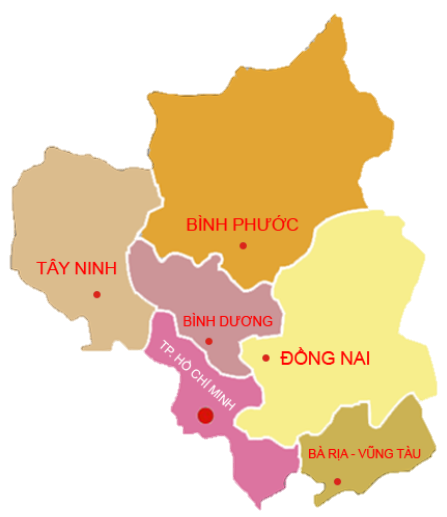 BÌNH PHƯỚC
TÂY NINH
BÌNH DƯƠNG
TP. HỒ CHÍ MINH
ĐỒNG NAI
BÀ RỊA - VŨNG TÀU